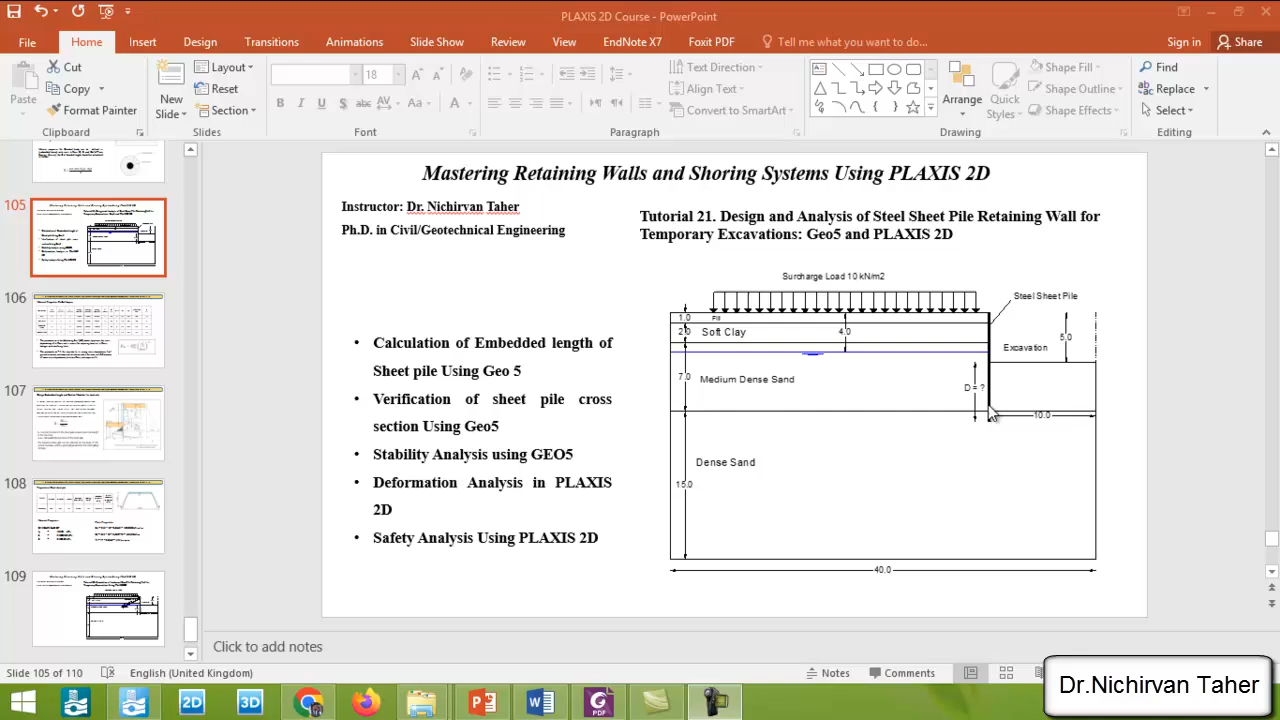 PLAXIS 2D Course - PowerPoint
File
Home
Insert
Design
Transitions
Animations
Slide Show
Review
View
EndNote X7
Foxit PDF
Tell me what you want to do...
Sign in
Share
Paste
Cut
Copy
Format Painter
Clipboard
New
Slide
Layout
Reset
Section
Slides
18
Font
Text Direction
Align Text
Convert to SmartArt
Paragraph
Arrange
Quick
Styles
Shape Fill
Shape Outline
Shape Effects
Drawing
Find
Replace
Select
Editing
105
106
107
108
109
Mastering Retaining Walls and Shoring Systems Using PLAXIS 2D
Instructor: Dr. Nichirvan Taher
Ph.D. in Civil/Geotechnical Engineering
Tutorial 21. Design and Analysis of Steel Sheet Pile Retaining Wall for
Temporary Excavations: Geo5 and PLAXIS2D
• Calculation of Embedded length of
Sheet pile Using Geo 5
• Verification of sheet pile cross
section Using Geo5
• Stability Analysis using GEO5
• Deformation Analysis in PLAXIS
2D
• Safety Analysis Using PLAXIS 2D
Surcharge Load 10 kN/m2
Steel Sheet Pile
1.0
Fill
2.0
Soft Clay
4.0
5.0
Excavation
7.0
Medium Dense Sand
D = ?
10.0
Dense Sand
15.0
40.0
Click to add notes
Slide 105 of 110
English (United Kingdom)
Notes
Comments
2D
3D
PDF
Dr.Nichirvan Taher